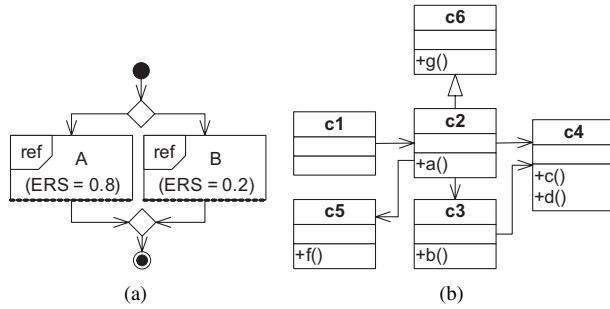 ref
A
(ERS = 0.8)
ref
B
(ERS = 0.2)
(a)
c6
+g()
c1
c2
+a()
c4
+c()
+d()
c5
+f()
c3
+b()
(b)